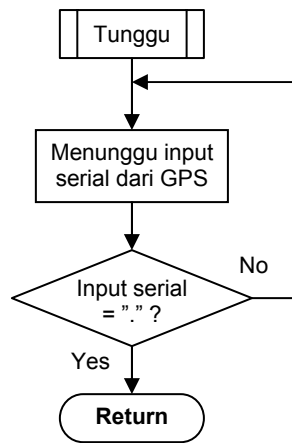 Tunggu
Menunggu input
serial dari GPS
Input serial
= "." ?
No
Yes
Return